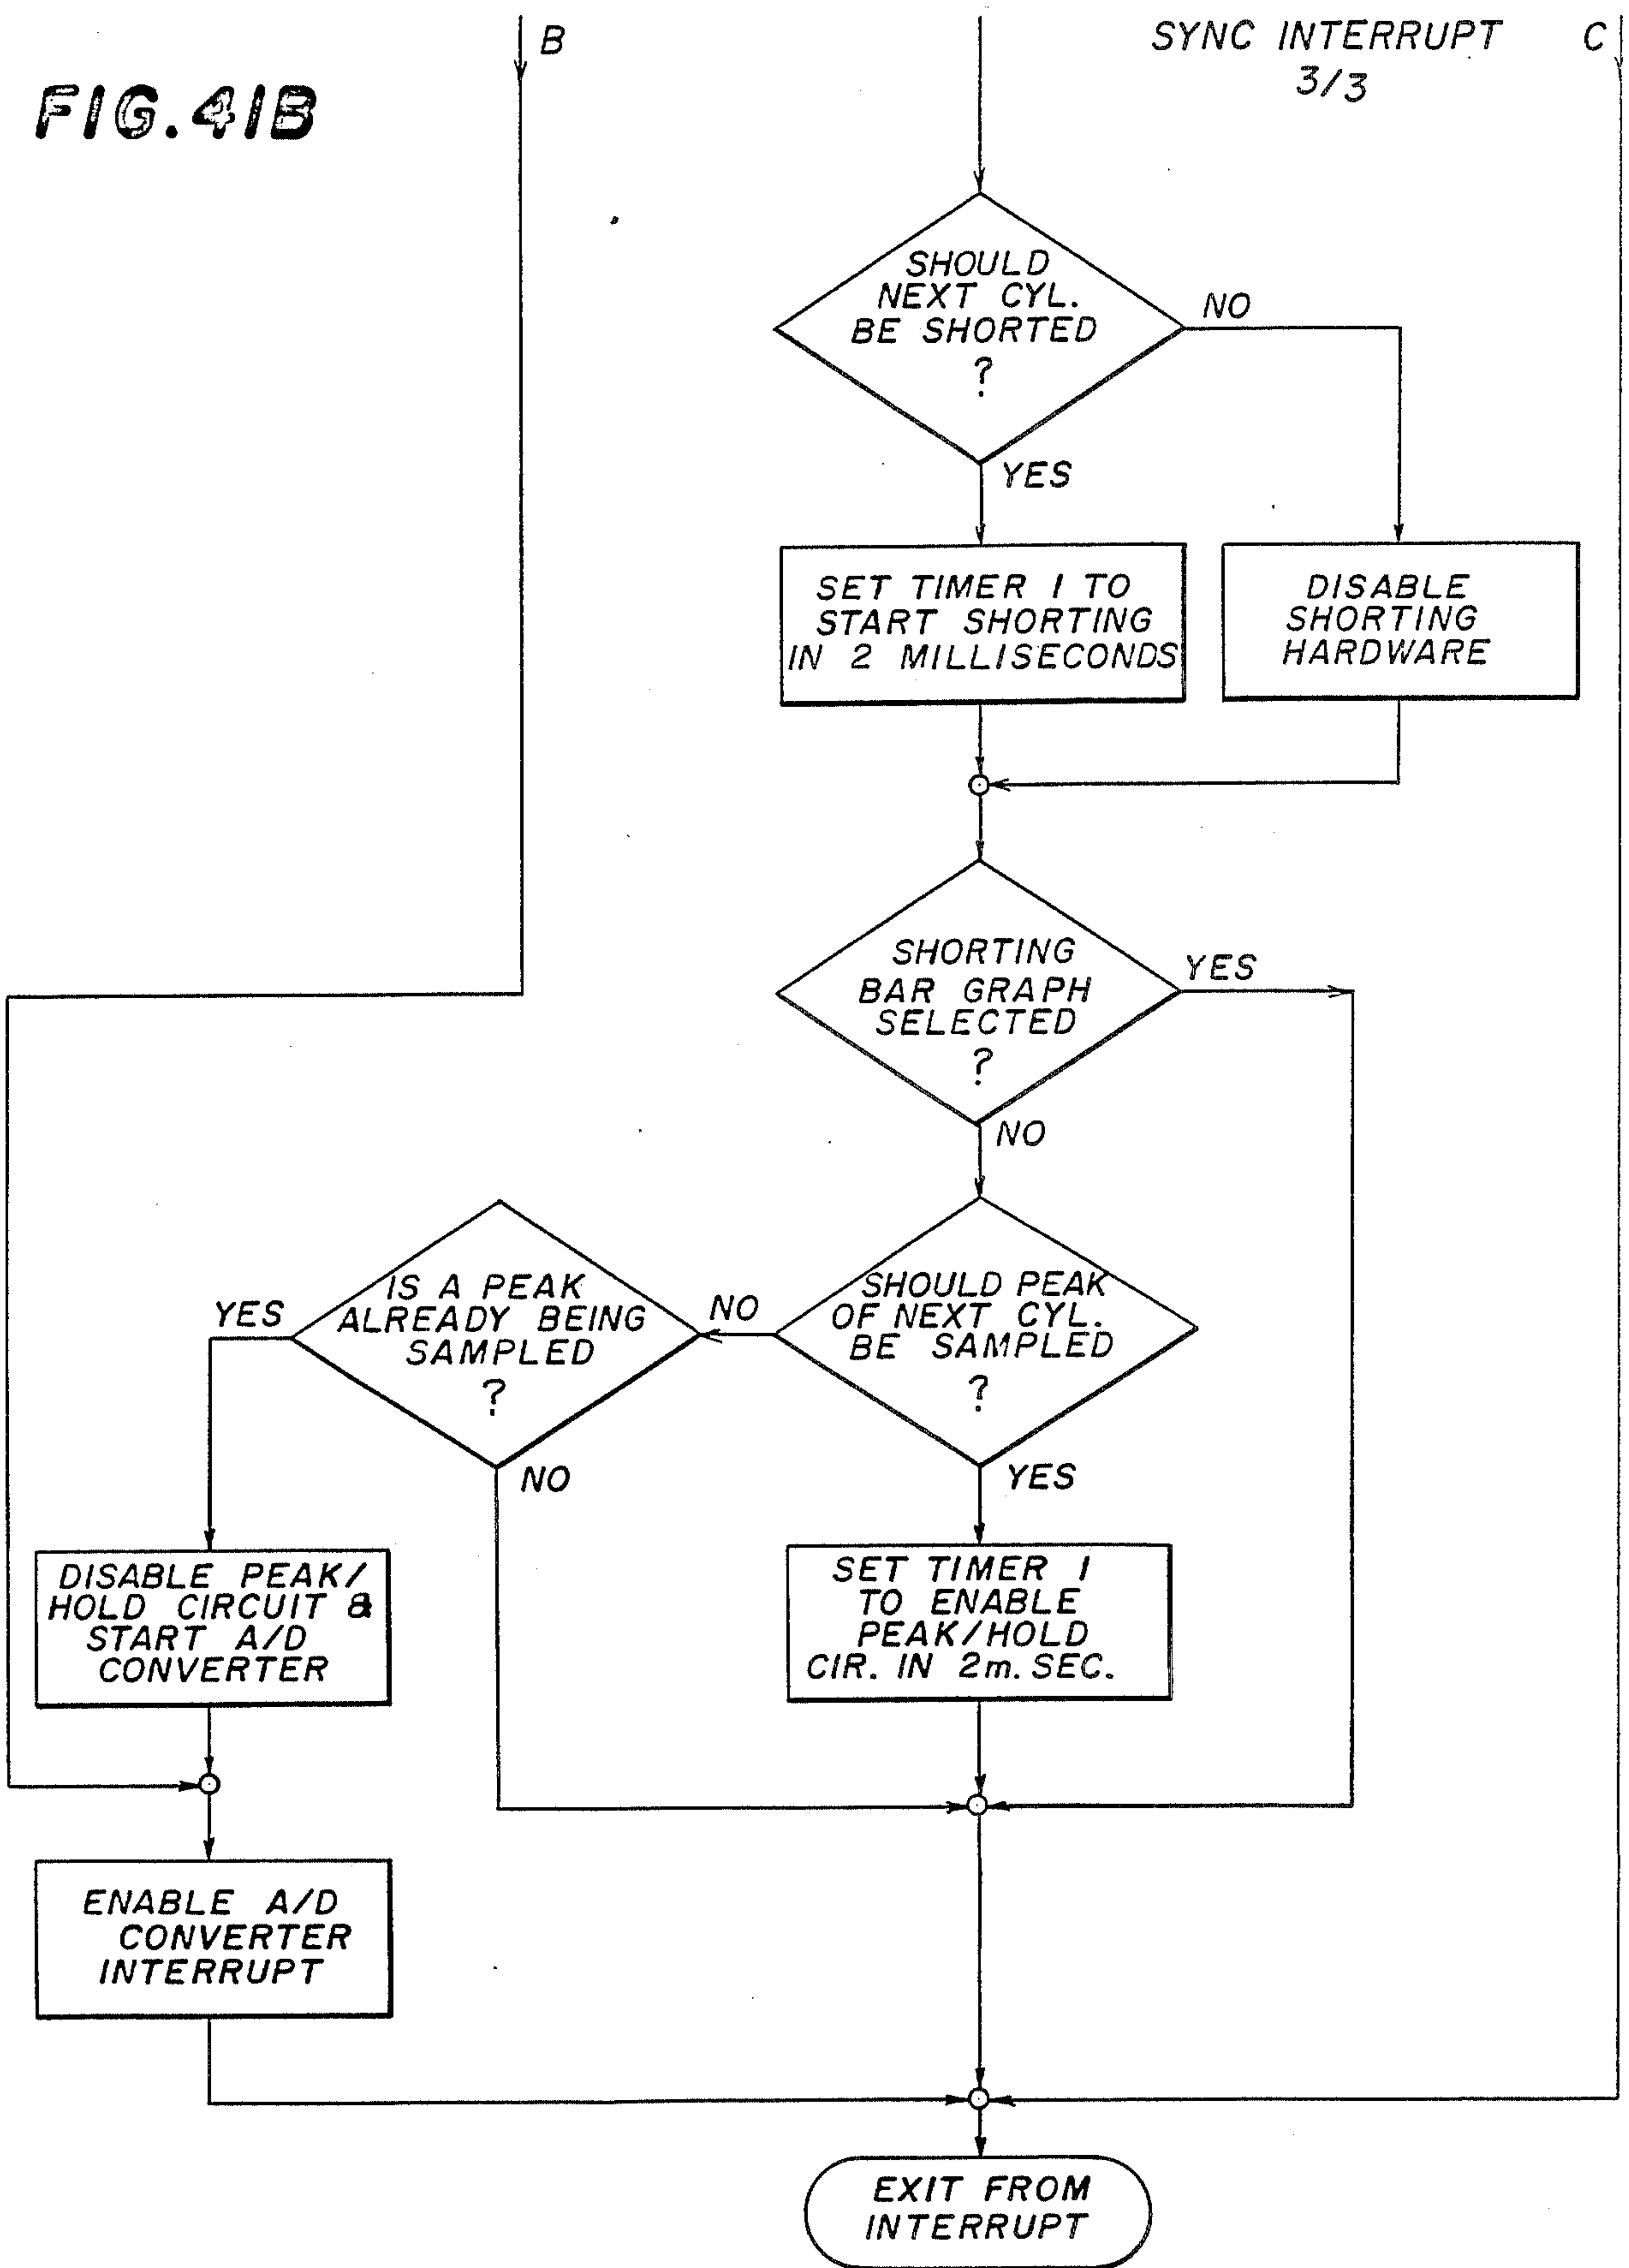 B
SYNC INTERRUPT
3/3
C
FIG. 41B
SHOULD
NEXT CYL.
BE SHORTED
?
NO
YES
SET TIMER 1 TO
START SHORTING
IN 2 MILLISECONDS
DISABLE
SHORTING
HARDWARE
SHORTING
BAR GRAPH
SELECTED
?
YES
NO
IS A PEAK
ALREADY BEING
SAMPLED
?
YES
NO
SHOULD PEAK
OF NEXT CYL.
BE SAMPLED
?
NO
YES
DISABLE PEAK/
HOLD CIRCUIT &
START A/D
CONVERTER
SET TIMER 1
TO ENABLE
PEAK/HOLD
CIR. IN 2m. SEC.
ENABLE A/D
CONVERTER
INTERRUPT
EXIT FROM
INTERRUPT